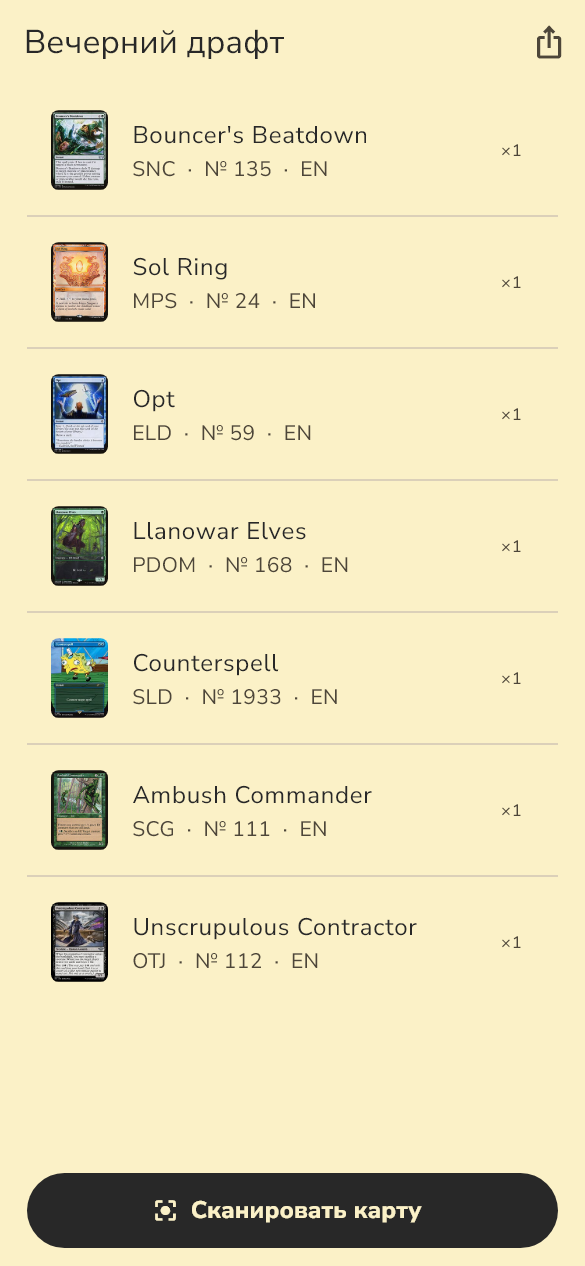 Вечерний драфт
Bouncer's Beatdown
SNC · № 135 · EN
×1
Sol Ring
MPS · № 24 · EN
×1
Opt
ELD · № 59 · EN
×1
Llanowar Elves
PDOM · № 168 · EN
×1
Counterspell
SLD · № 1933 · EN
×1
Ambush Commander
SCG · № 111 · EN
×1
Unscrupulous Contractor
OTJ · № 112 · EN
×1
Сканировать карту